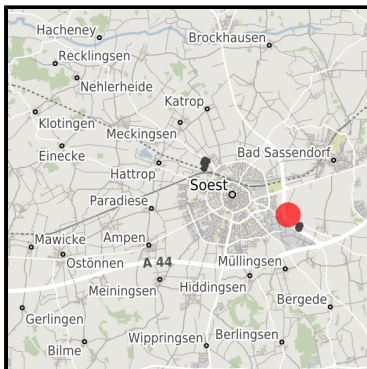 Hacheney
Brockhausen
Recklingsen
Nehlerheide
Katrop
Klotingen
Meckingsen
Einecke
Bad Sassendorf
Hattrop
Soest
Paradiese
Mawicke
Ampen
Ostönnen
A 44
Müllingsen
Meiningsen
Hiddingsen
Bergede
Gerlingen
Wippringsen
Berlingsen
Bilme